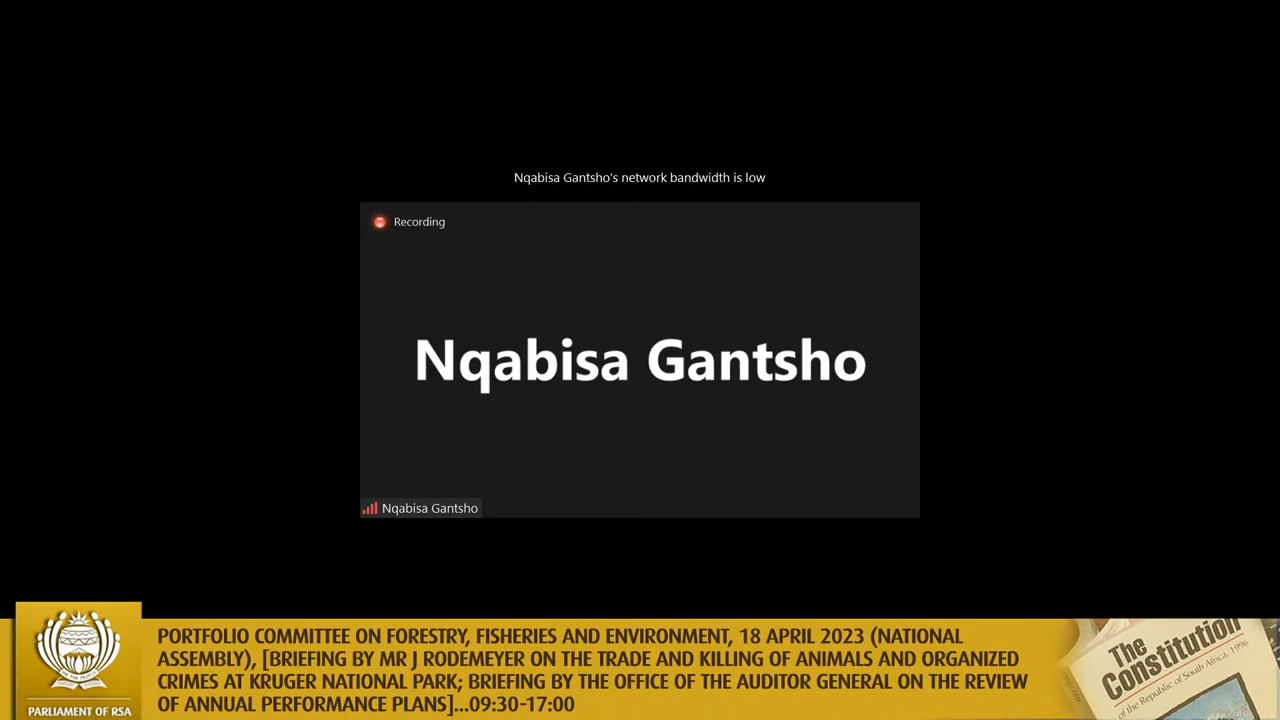 Nqabisa Gantsho's network bandwidth is low
Recording
Nqabisa Gantsho
Nqabisa Gantsho
PORTFOLIO COMMITTEE ON FORESTRY, FISHERIES AND ENVIRONMENT, 18 APRIL 2023 (NATIONAL
ASSEMBLY), [BRIEFING BY MR J RODEMEYER ON THE TRADE AND KILLING OF ANIMALS AND ORGANIZED
CRIMES AT KRUGER NATIONAL PARK; BRIEFING BY THE OFFICE OF THE AUDITOR GENERAL ON THE REVIEW
OF ANNUAL PERFORMANCE PLANS]...09:30-17:00
PARLIAMENT OF RSA
The
Constitution
of the Republic of South Africa, 1996